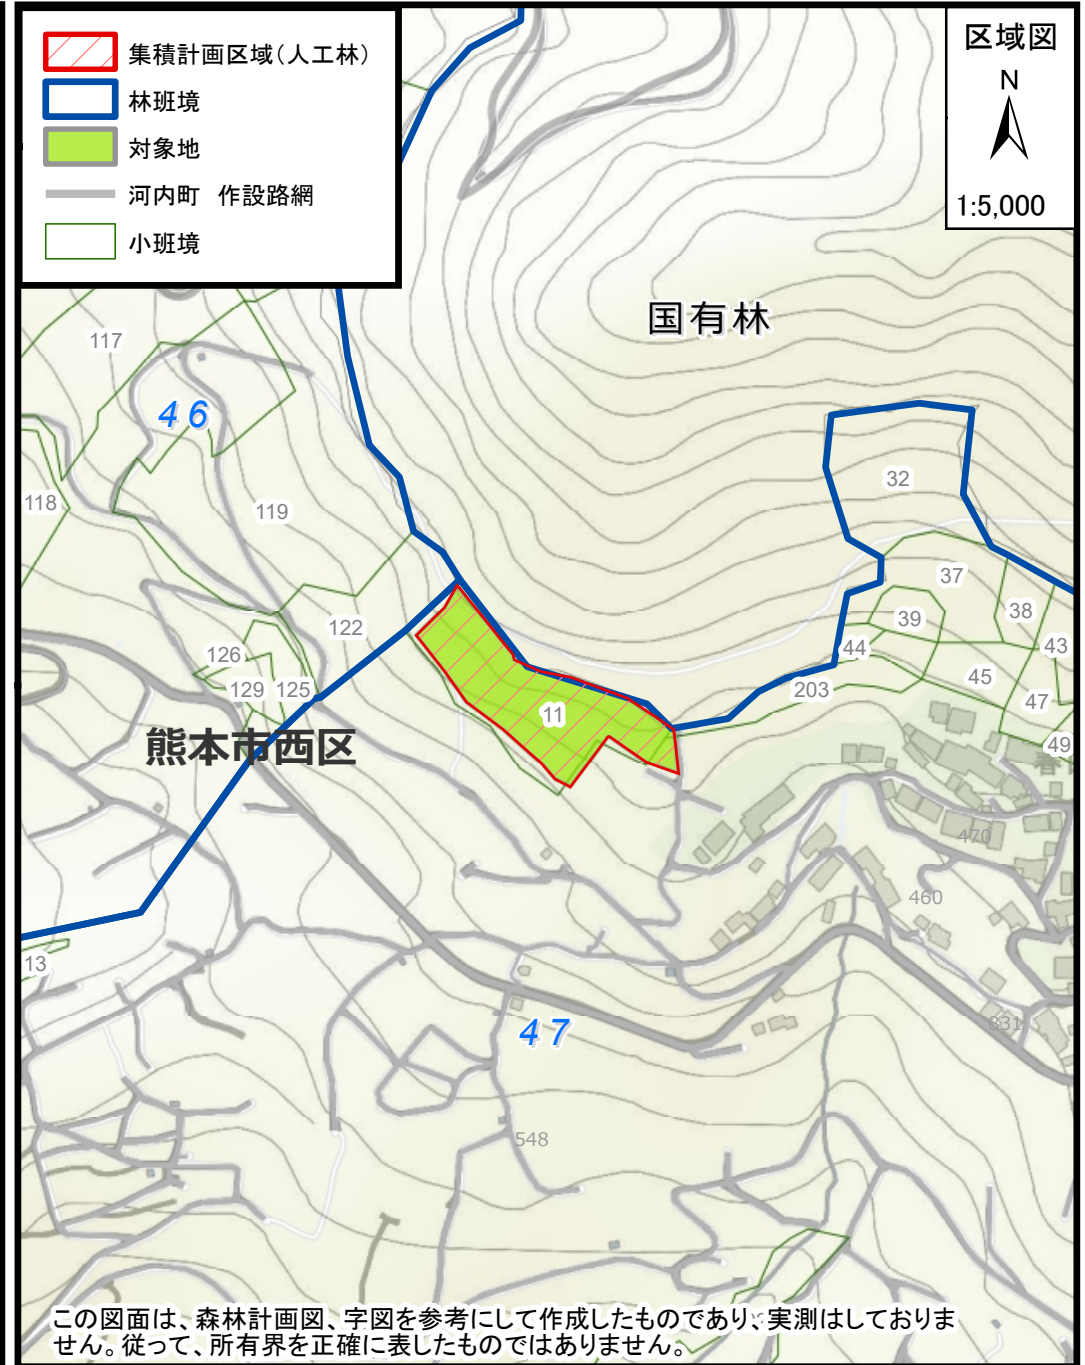 集積計画区域(人工林)
林班境
対象地
河内町 作設路網
小班境
区域図
N
1:5,000
国有林
117
46
32
118
119
37
38
39
122
44
43
126
45
129
125
203
47
11
49
熊本市西区
470
460
13
831
47
548
この図面は、森林計画図、字図を参考にして作成したものであり、実測はしておりま
せん。従って、所有界を正確に表したものではありません。